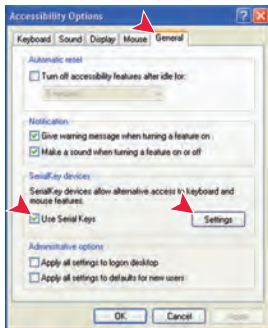 Accessibility Options
Keyboard Sound Display Mouse General
Automatic reset
Turn off accessibility features after idle for:
5 minutes
Notification
Give warning message when turning a feature on
Make a sound when turning a feature on or off
SerialKey devices
SerialKey devices allow alternative access to keyboard and
mouse features.
Use Serial Keys Settings
Administrative options
Apply all settings to logon desktop
Apply all settings to defaults for new users
OK Cancel Apply